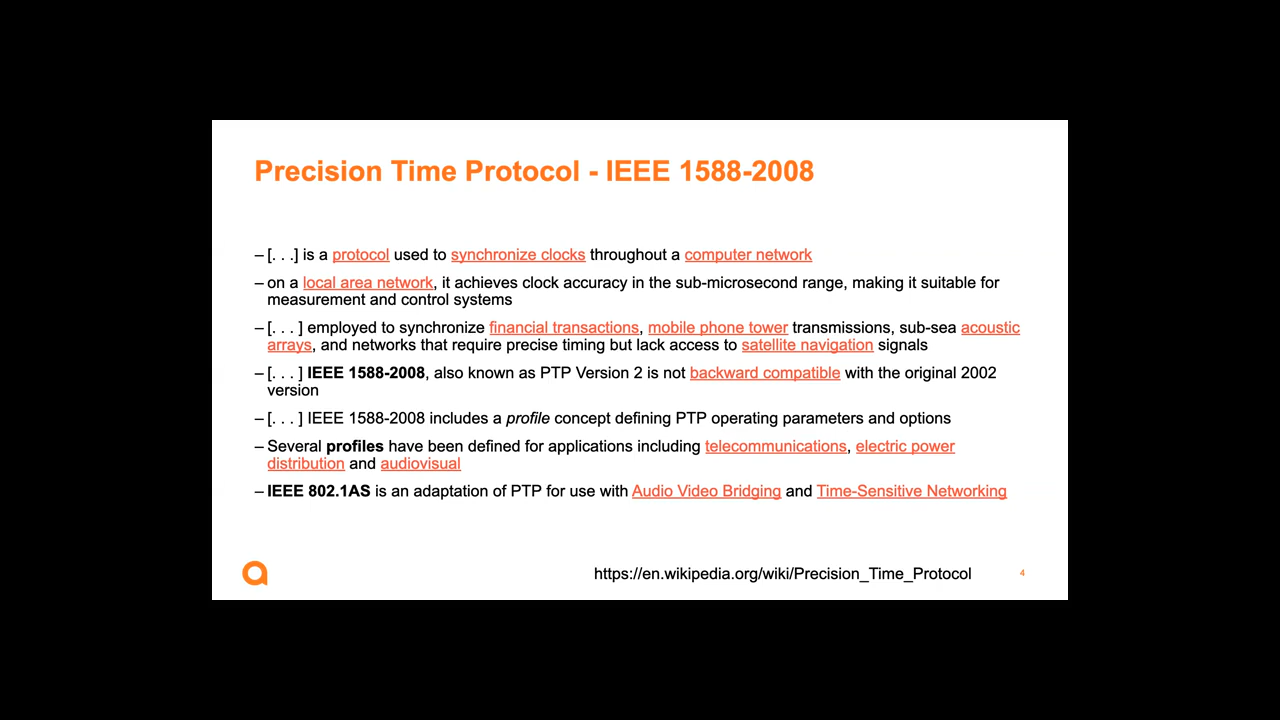 Precision Time Protocol - IEEE 1588-2008
– [. . .] is a protocol used to synchronize clocks throughout a computer network
– on a local area network, it achieves clock accuracy in the sub-microsecond range, making it suitable for
measurement and control systems
– [. . . ] employed to synchronize financial transactions, mobile phone tower transmissions, sub-sea acoustic
arrays, and networks that require precise timing but lack access to satellite navigation signals
– [. . . ] IEEE 1588-2008, also known as PTP Version 2 is not backward compatible with the original 2002
version
– [. . . ] IEEE 1588-2008 includes a profile concept defining PTP operating parameters and options
– Several profiles have been defined for applications including telecommunications, electric power
distribution and audiovisual
– IEEE 802.1AS is an adaptation of PTP for use with Audio Video Bridging and Time-Sensitive Networking
https://en.wikipedia.org/wiki/Precision_Time_Protocol
4